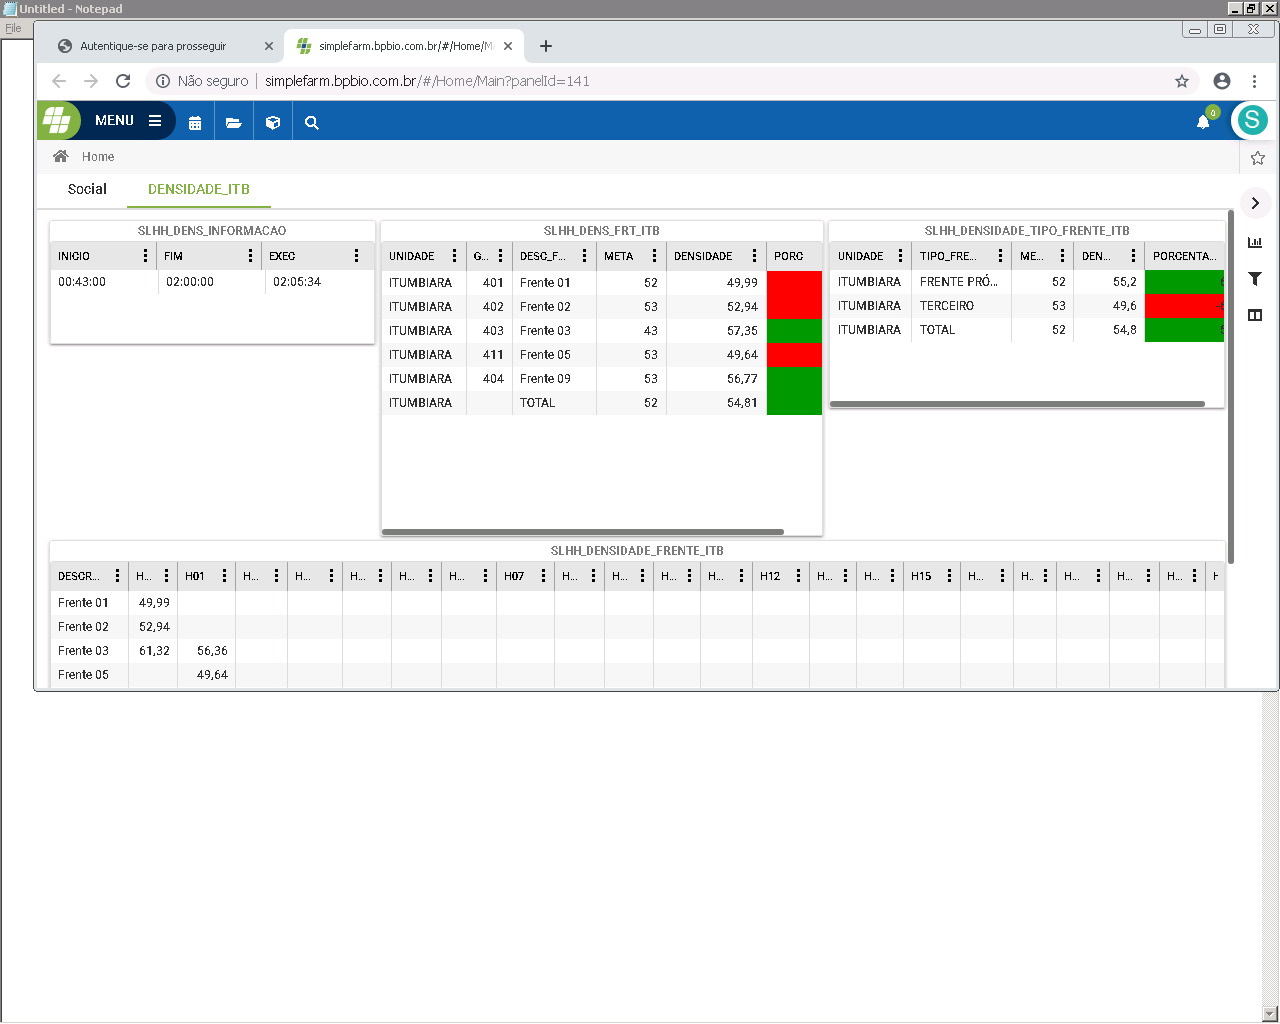 Untitled - Notepad
File
Autentique-se para prosseguir
simplefarm.bpbio.com.br/#/Home/M
Não seguro
simplefarm.bpbio.com.br/#/Home/Main?panelId=141
MENU
S
Home
Social
DENSIDADE_ITB
SLHH_DENS_INFORMACAO
INICIO FIM EXEC
00:43:00 02:00:00 02:05:34
SLHH_DENS_FRT_ITB
UNIDADE G... DESC_F... META DENSIDADE PORC
ITUMBIARA 401 Frente 01 52 49,99
ITUMBIARA 402 Frente 02 53 52,94
ITUMBIARA 403 Frente 03 43 57,35
ITUMBIARA 411 Frente 05 53 49,64
ITUMBIARA 404 Frente 09 53 56,77
ITUMBIARA TOTAL 52 54,81
SLHH_DENSIDADE_TIPO_FRENTE_ITB
UNIDADE TIPO_FRE... ME... DEN... PORCENTA...
ITUMBIARA FRENTE PRÓ... 52 55,2
ITUMBIARA TERCEIRO 53 49,6
ITUMBIARA TOTAL 52 54,8
SLHH_DENSIDADE_FRENTE_ITB
DESCR... H... H01 H... H... H... H... H... H07 H... H... H... H... H12 H... H... H15 H... H... H... H... H... H
Frente 01 49,99
Frente 02 52,94
Frente 03 61,32 56,36
Frente 05 49,64